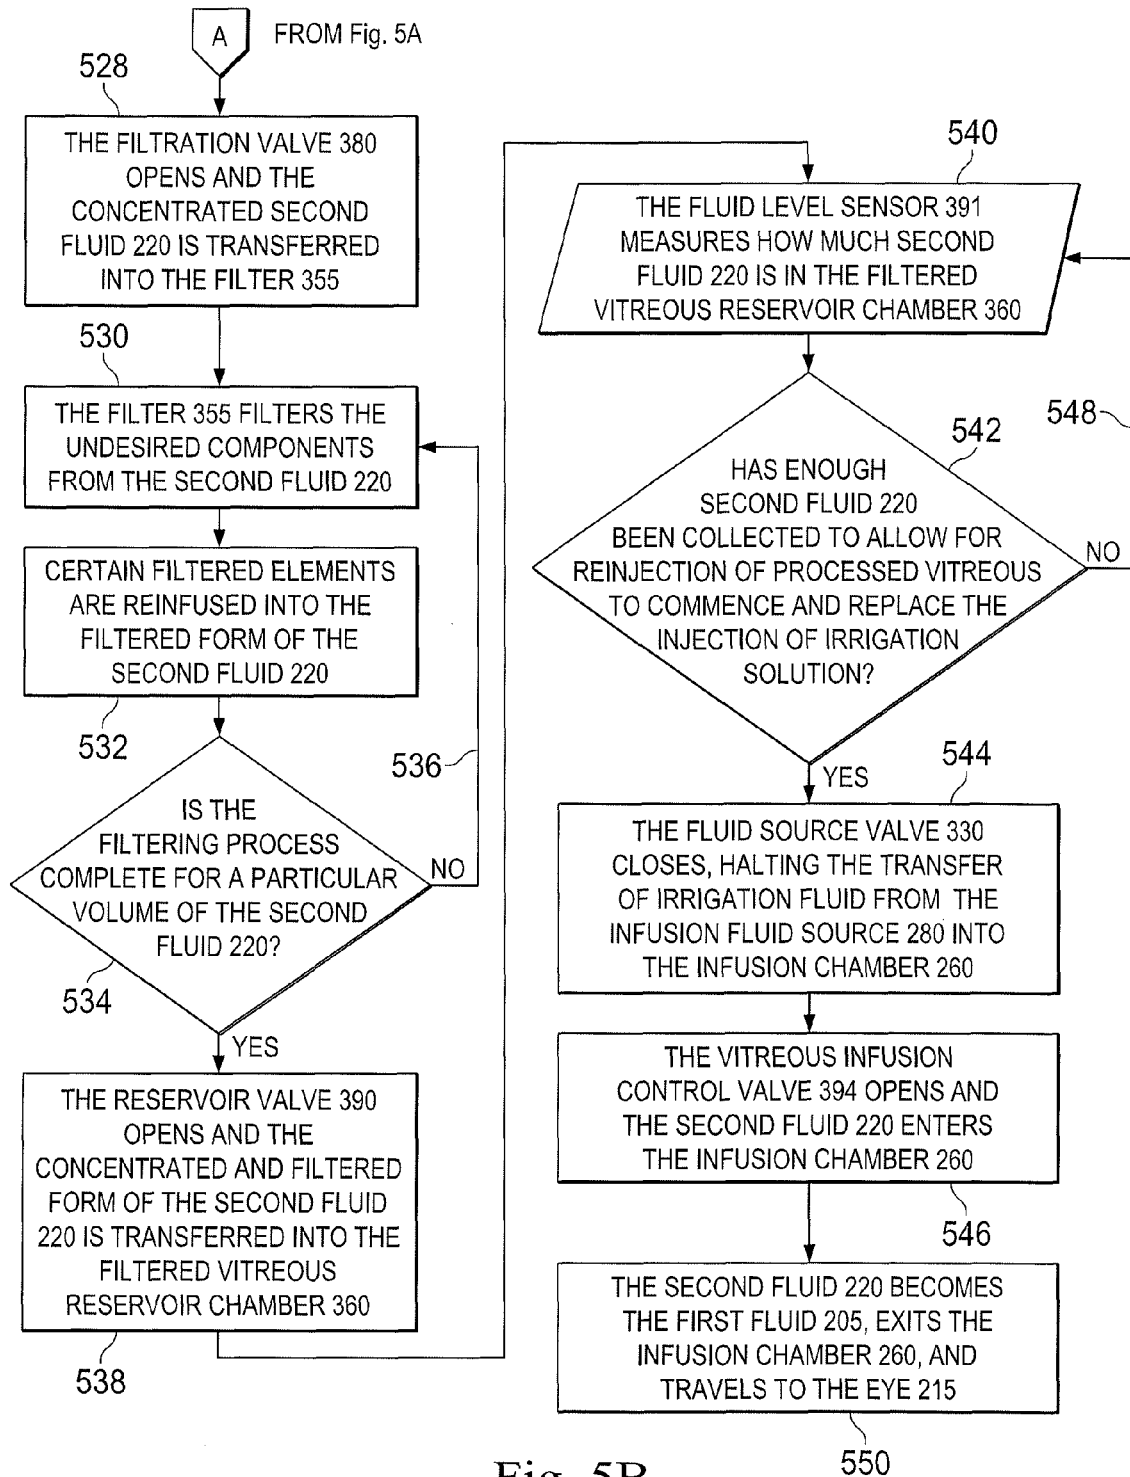 A
FROM Fig. 5A
528
THE FILTRATION VALVE 380
OPENS AND THE
CONCENTRATED SECOND
FLUID 220 IS TRANSFERRED
INTO THE FILTER 355
530
THE FILTER 355 FILTERS THE
UNDESIRED COMPONENTS
FROM THE SECOND FLUID 220
CERTAIN FILTERED ELEMENTS
ARE REINFUSED INTO THE
FILTERED FORM OF THE
SECOND FLUID 220
532
536
IS THE
FILTERING PROCESS
COMPLETE FOR A PARTICULAR
VOLUME OF THE SECOND
FLUID 220?
NO
534
YES
THE RESERVOIR VALVE 390
OPENS AND THE
CONCENTRATED AND FILTERED
FORM OF THE SECOND FLUID
220 IS TRANSFERRED INTO THE
FILTERED VITREOUS
RESERVOIR CHAMBER 360
538
540
THE FLUID LEVEL SENSOR 391
MEASURES HOW MUCH SECOND
FLUID 220 IS IN THE FILTERED
VITREOUS RESERVOIR CHAMBER 360
548
542
HAS ENOUGH
SECOND FLUID 220
BEEN COLLECTED TO ALLOW FOR
REINJECTION OF PROCESSED VITREOUS
TO COMMENCE AND REPLACE THE
INJECTION OF IRRIGATION
SOLUTION?
NO
YES
544
THE FLUID SOURCE VALVE 330
CLOSES, HALTING THE TRANSFER
OF IRRIGATION FLUID FROM THE
INFUSION FLUID SOURCE 280 INTO
THE INFUSION CHAMBER 260
THE VITREOUS INFUSION
CONTROL VALVE 394 OPENS AND
THE SECOND FLUID 220 ENTERS
THE INFUSION CHAMBER 260
546
THE SECOND FLUID 220 BECOMES
THE FIRST FLUID 205, EXITS THE
INFUSION CHAMBER 260, AND
TRAVELS TO THE EYE 215
550
Fig. 5B